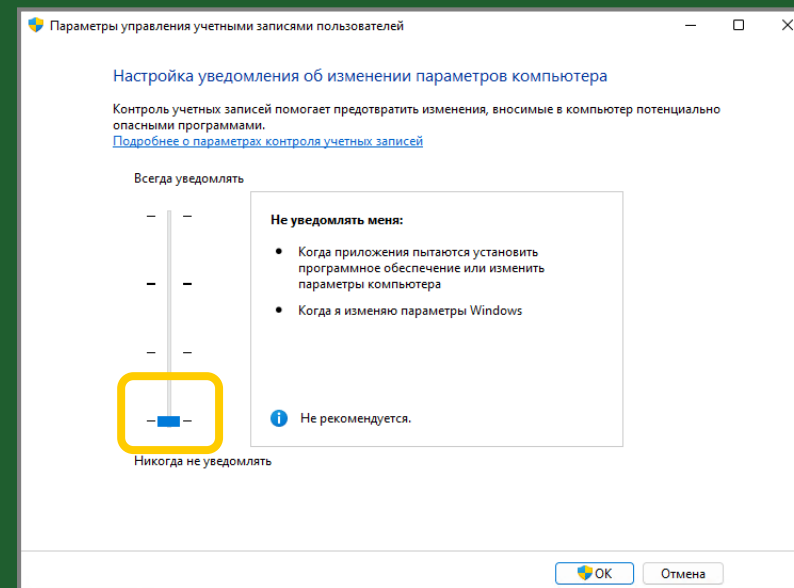 Параметры управления учетными записями пользователей
Настройка уведомления об изменении параметров компьютера
Контроль учетных записей помогает предотвратить изменения, вносимые в компьютер потенциально
опасными программами.
Подробнее о параметрах контроля учетных записей
Всегда уведомлять
Не уведомлять меня:
Когда приложения пытаются установить
программное обеспечение или изменить
параметры компьютера
Когда я изменяю параметры Windows
Не рекомендуется.
Никогда не уведомлять
ОК
Отмена